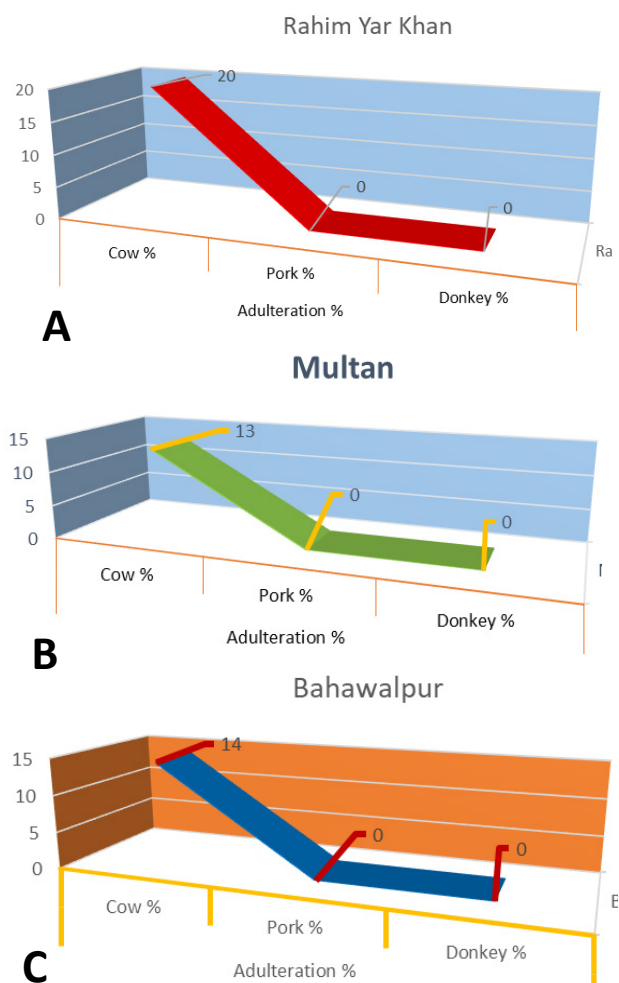 Rahim Yar Khan
20
20
15
0
10
0
5
0
Ra
Cow %
Pork %
Donkey %
Adulteration %
A
Multan
13
15
10
0
5
0
0
Cow %
Pork %
Donkey %
Adulteration %
B
Bahawalpur
14
15
10
0
0
5
0
B
Cow %
Pork %
Donkey %
Adulteration %
C